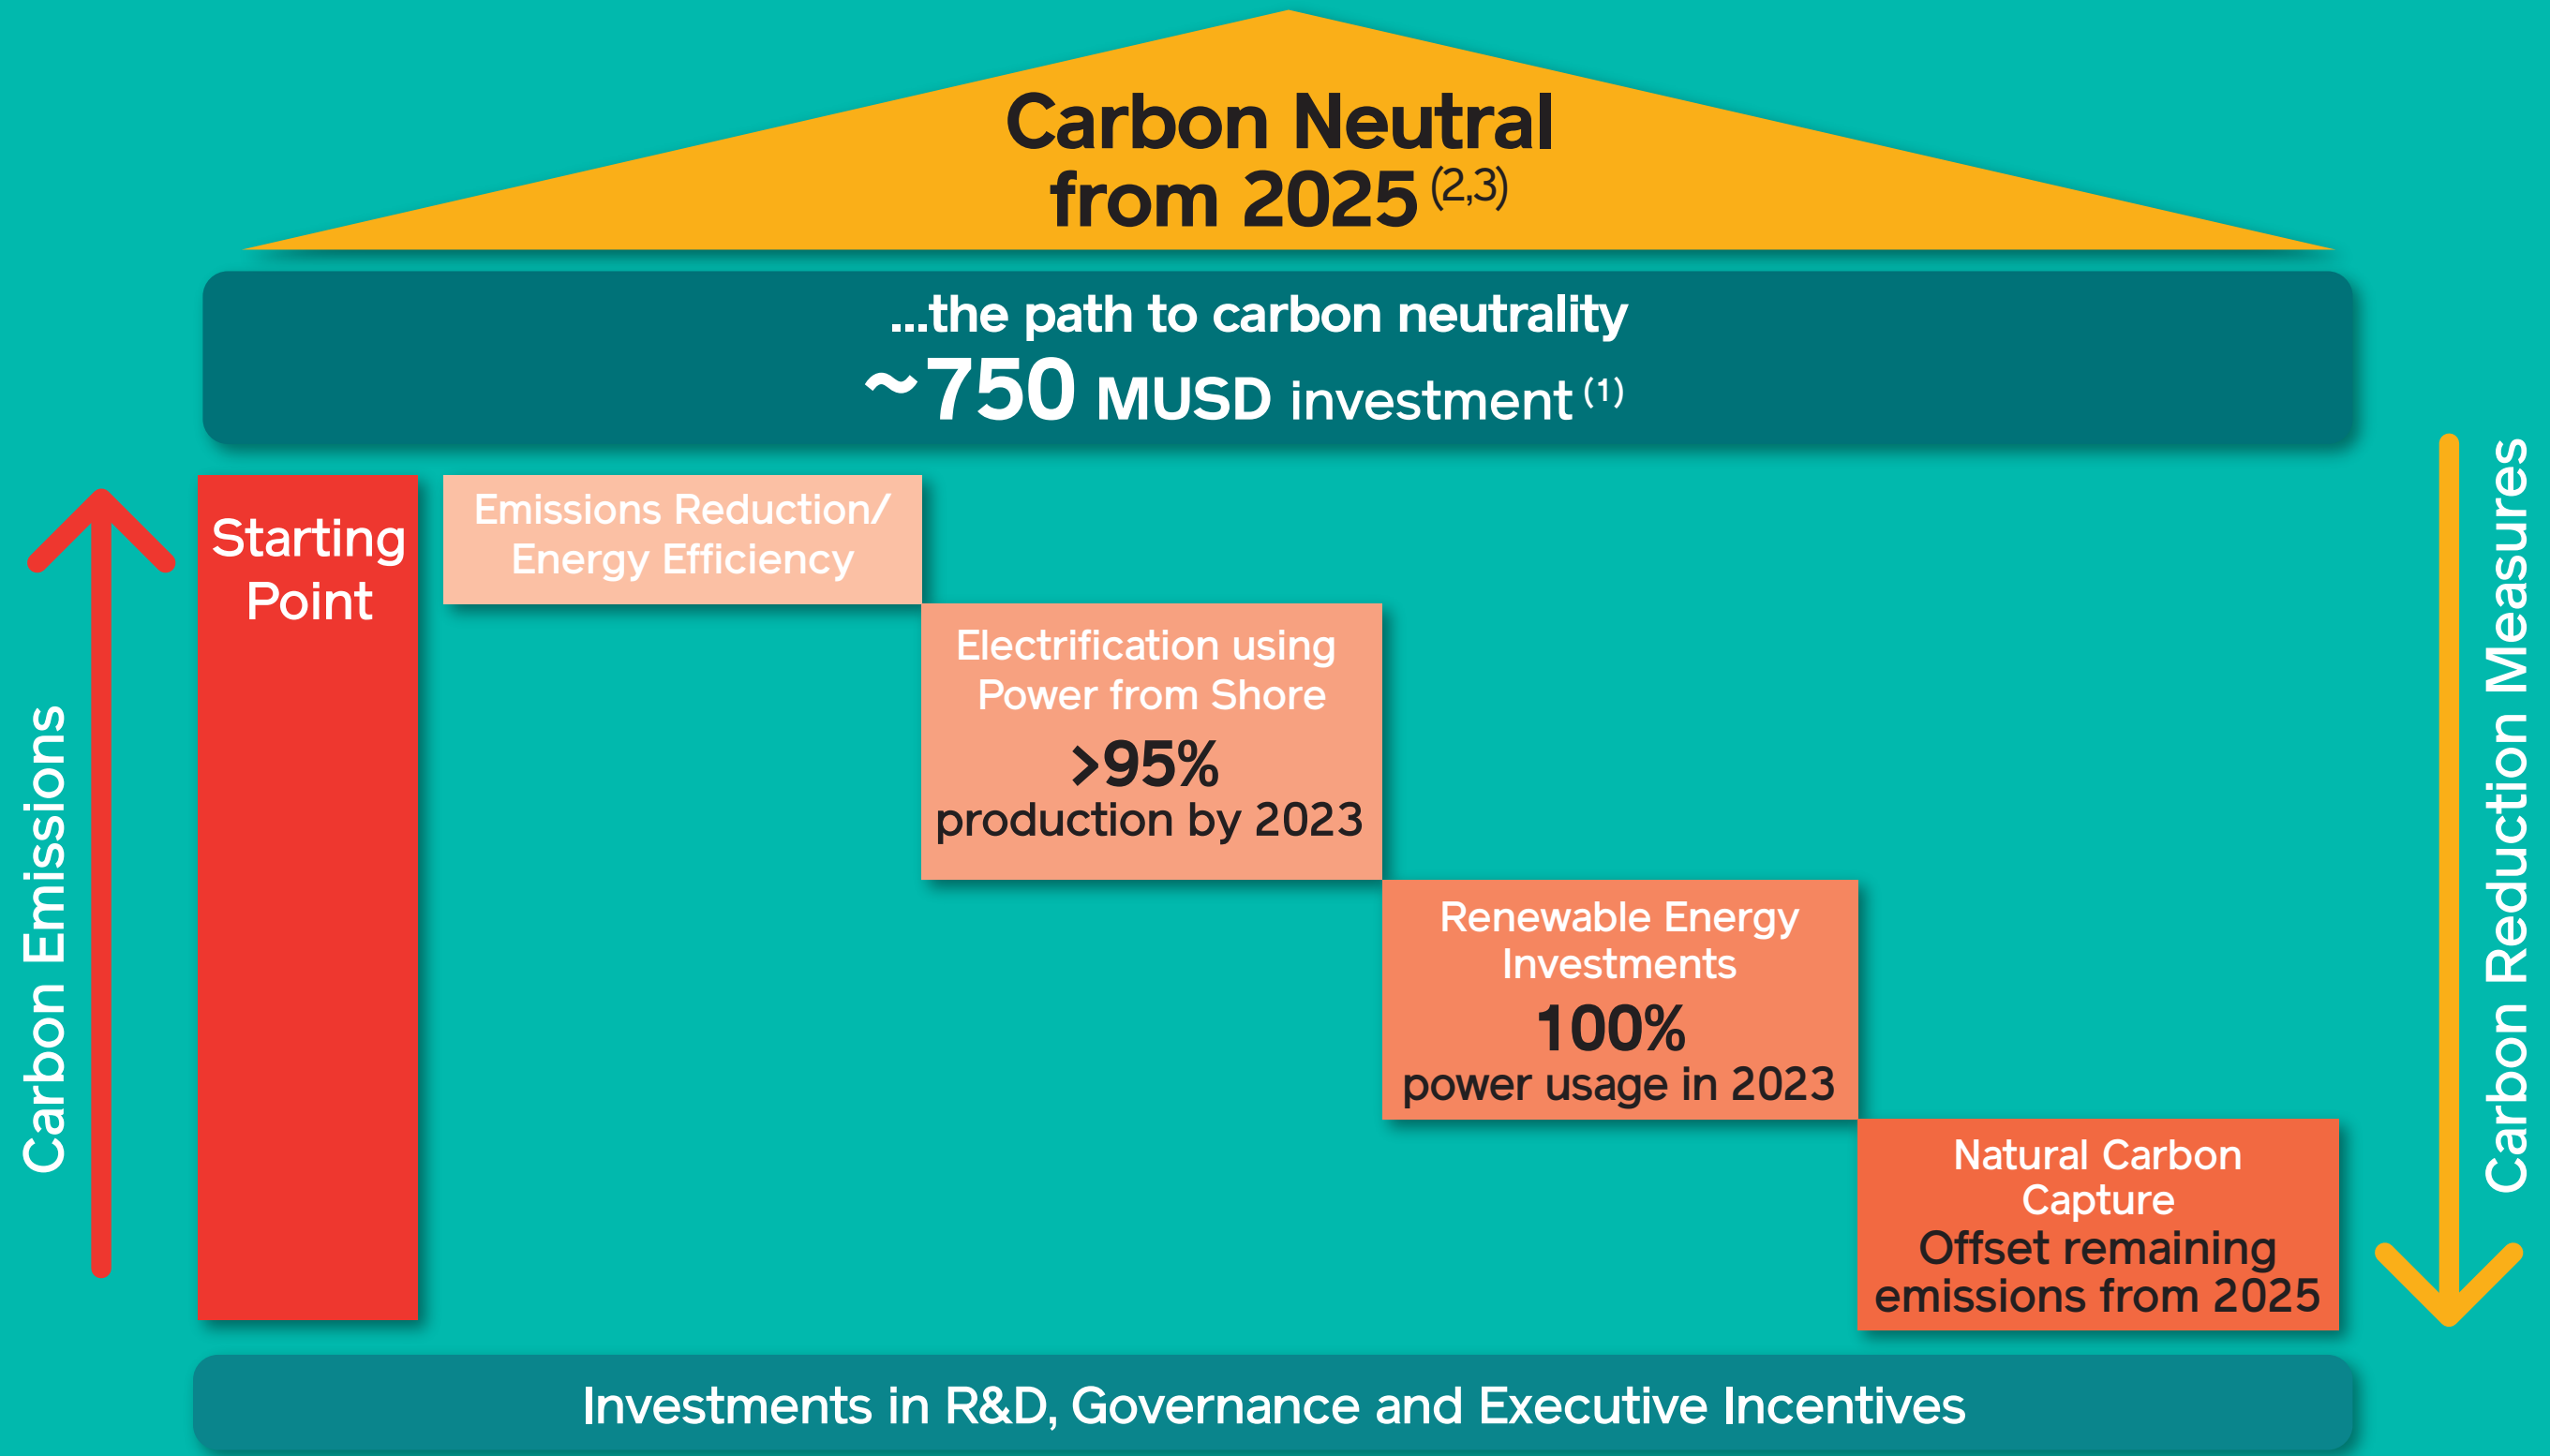 Carbon Neutral
from 2025 (2,3)
...the path to carbon neutrality
~750 MUSD investment (1)
Carbon Emissions
Starting
Point
Emissions Reduction/
Energy Efficiency
Electrification using
Power from Shore
>95%
production by 2023
Renewable Energy
Investments
100%
power usage in 2023
Natural Carbon
Capture
Offset remaining
emissions from 2025
Carbon Reduction Measures
Investments in R&D, Governance and Executive Incentives